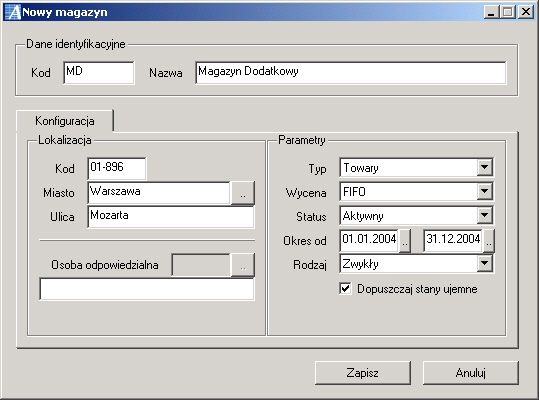 Nowy magazyn
Dane identyfikacyjne
Kod MD Nazwa Magazyn Dodatkowy
Konfiguracja
Lokalizacja
Kod 01-896
Miasto Warszawa ..
Ulica Mozarta
Osoba odpowiedzialna ..
Parametry
Typ Towary
Wycena FIFO
Status Aktywny
Okres od 01.01.2004 .. 31.12.2004 ..
Rodzaj Zwykły
Dopuszczaj stany ujemne
Zapisz Anuluj